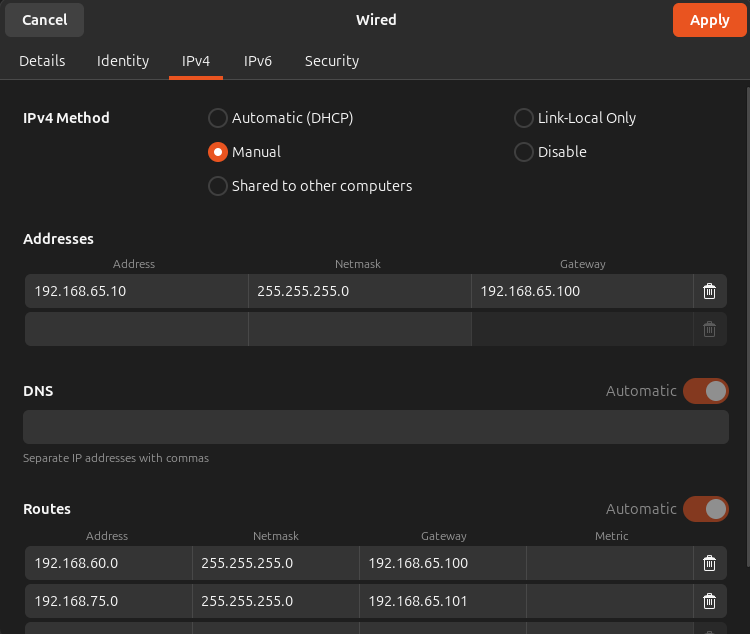 Cancel Wired Apply
Details Identity IPv4 IPv6 Security
IPv4 Method Automatic (DHCP) Link-Local Only
Manual Disable
Shared to other computers
Addresses
Address Netmask Gateway
192.168.65.10 255.255.255.0 192.168.65.100
DNS Automatic
Separate IP addresses with commas
Routes Automatic
Address Netmask Gateway Metric
192.168.60.0 255.255.255.0 192.168.65.100
192.168.75.0 255.255.255.0 192.168.65.101